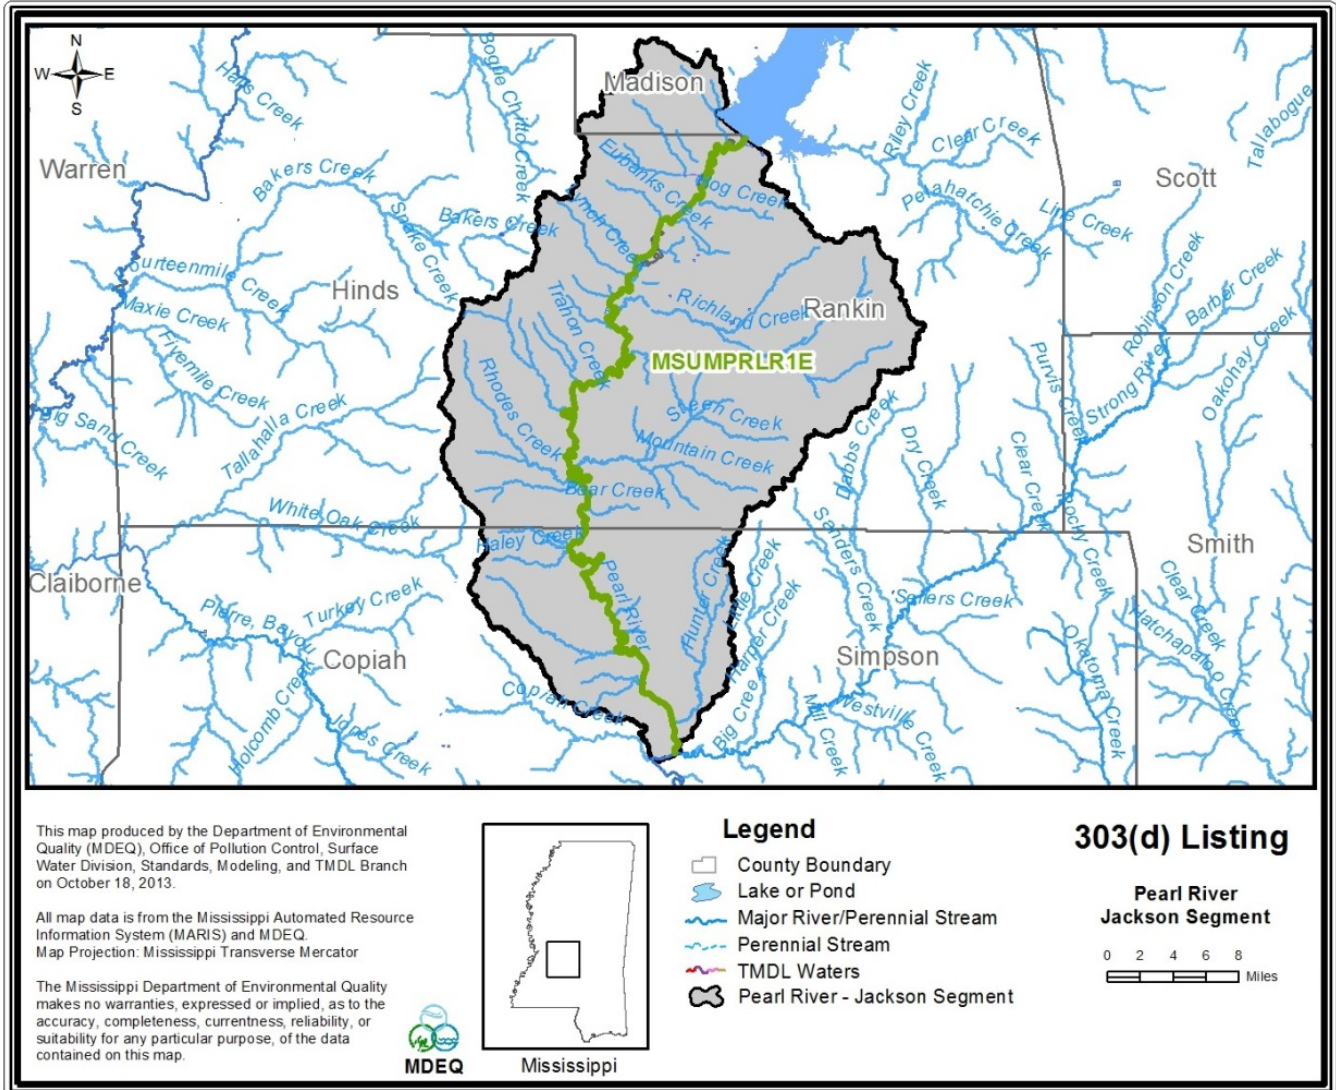 N
W E
S
Madison
Hans Creek
Bogue Chitto Creek
Riley Creek
Clear Creek
Tallabogue
Warren
Bakers Creek
Eubanks Creek
Hog Creek
Pelahatchie Creek
Line Creek
Scott
Snake Creek
Bakers Creek
Lynch Creek
Robinson Creek
Barber Creek
ourteenmile Creek
Hinds
Trahon Creek
Richland Creek
Rankin
Maxie Creek
Fivemile Creek
MSUMPRLR1E
Rhodes Creek
Purvis Creek
Strong River
Oakohay Creek
Big Sand Creek
Tallahalla Creek
Steen Creek
Mountain Creek
Dabbs Creek
Dry Creek
Clear Creek
Bear Creek
White Oak Creek
Haley Creek
Sanders Creek
Smith
Claiborne
Pearl River
Hunter Creek
Little Creek
Harper Creek
Sellers Creek
Clear Creek
Pierre, Bayou
Turkey Creek
Hatchapaloo Creek
Copiah
Simpson
Okatoma Creek
Holcomb Creek
Copiah Creek
Jones Creek
Big Creek
Mill Creek
Westville Creek
This map produced by the Department of Environmental
Quality (MDEQ), Office of Pollution Control, Surface
Water Division, Standards, Modeling, and TMDL Branch
on October 18, 2013.
All map data is from the Mississippi Automated Resource
Information System (MARIS) and MDEQ.
Map Projection: Mississippi Transverse Mercator
The Mississippi Department of Environmental Quality
makes no warranties, expressed or implied, as to the
accuracy, completeness, currentness, reliability, or
suitability for any particular purpose, of the data
contained on this map.
MDEQ
Mississippi
Legend
County Boundary
Lake or Pond
Major River/Perennial Stream
Perennial Stream
TMDL Waters
Pearl River - Jackson Segment
303(d) Listing
Pearl River
Jackson Segment
0 2 4 6 8
Miles